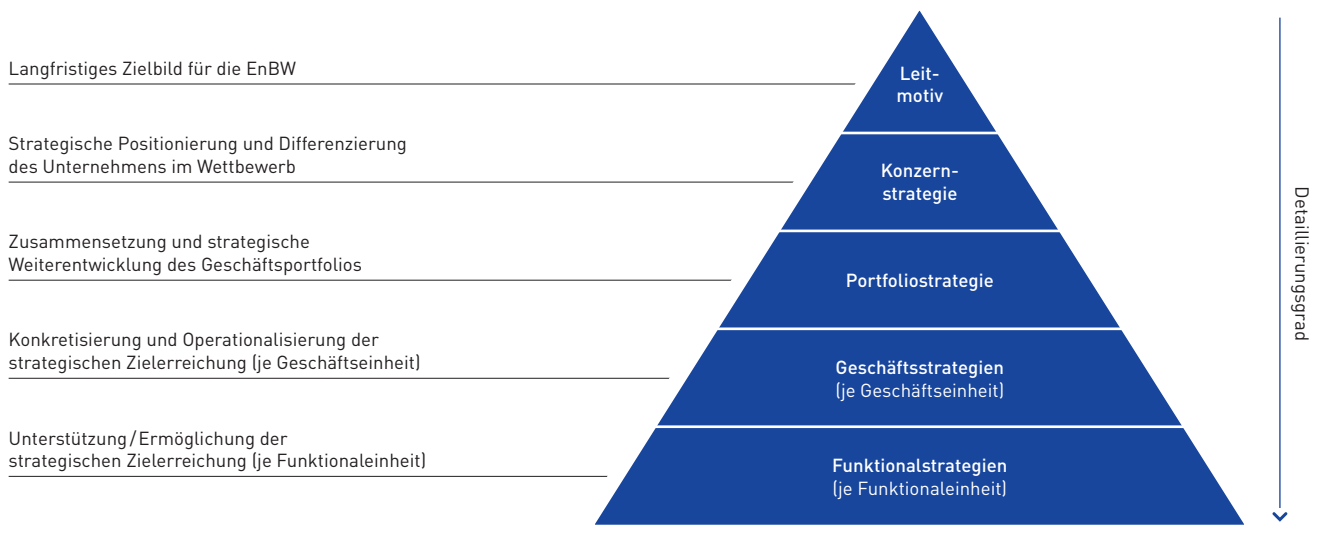 Langfristiges Zielbild für die EnBW
Leit-
motiv
Strategische Positionierung und Differenzierung
des Unternehmens im Wettbewerb
Konzern-
strategie
Zusammensetzung und strategische
Weiterentwicklung des Geschäftsportfolios
Portfoliostrategie
Konkretisierung und Operationalisierung der
strategischen Zielerreichung (je Geschäftseinheit)
Geschäftsstrategien
(je Geschäftseinheit)
Unterstützung/Ermöglichung der
strategischen Zielerreichung (je Funktionaleinheit)
Funktionalstrategien
(je Funktionaleinheit)
Detaillierungsgrad